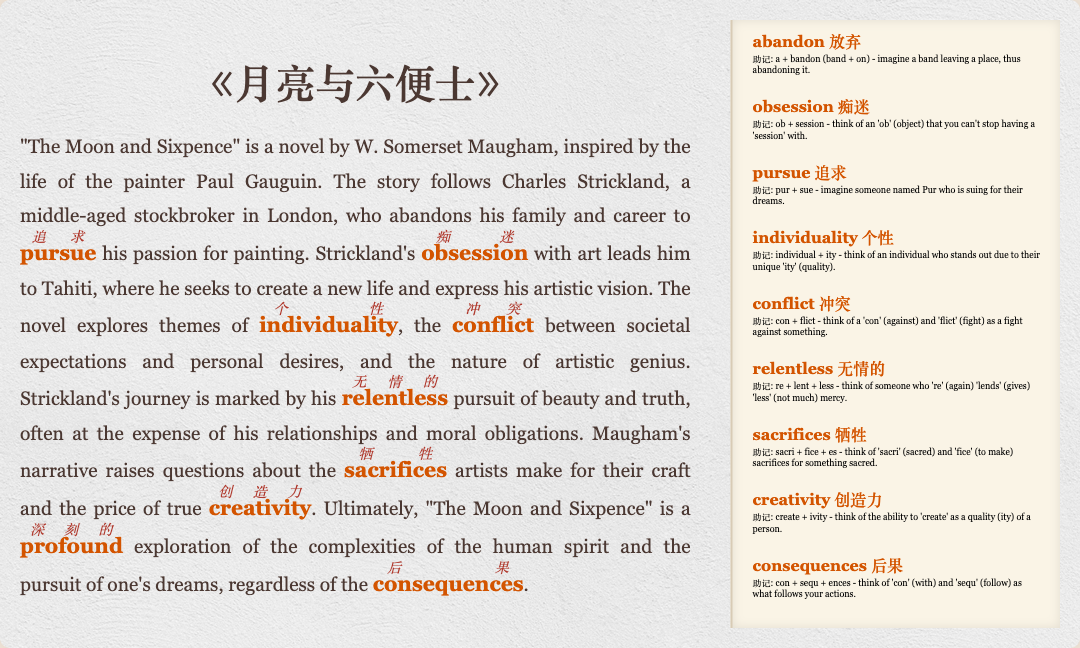 《月亮与六便士》
"The Moon and Sixpence" is a novel by W. Somerset Maugham, inspired by the
life of the painter Paul Gauguin. The story follows Charles Strickland, a
middle-aged stockbroker in London, who abandons his family and career to
追求 痴迷
pursue his passion for painting. Strickland's obsession with art leads him
to Tahiti, where he seeks to create a new life and express his artistic vision. The
个性 冲突
novel explores themes of individuality, the conflict between societal
expectations and personal desires, and the nature of artistic genius.
无情的
Strickland's journey is marked by his relentless pursuit of beauty and truth,
often at the expense of his relationships and moral obligations. Maugham's
牺牲
narrative raises questions about the sacrifices artists make for their craft
创造力
and the price of true creativity. Ultimately, "The Moon and Sixpence" is a
深刻的
profound exploration of the complexities of the human spirit and the
后果
pursuit of one's dreams, regardless of the consequences.
abandon 放弃
助记: a + bandon (band + on) - imagine a band leaving a place, thus
abandoning it.
obsession 痴迷
助记: ob + session - think of an 'ob' (object) that you can't stop having a
'session' with.
pursue 追求
助记: pur + sue - imagine someone named Pur who is suing for their
dreams.
individuality 个性
助记: individual + ity - think of an individual who stands out due to their
unique 'ity' (quality).
conflict 冲突
助记: con + flict - think of a 'con' (against) and 'flict' (fight) as a fight
against something.
relentless 无情的
助记: re + lent + less - think of someone who 're' (again) 'lends' (gives)
'less' (not much) mercy.
sacrifices 牺牲
助记: sacri + fice + es - think of 'sacri' (sacred) and 'fice' (to make)
sacrifices for something sacred.
creativity 创造力
助记: create + ivity - think of the ability to 'create' as a quality (ity) of a
person.
consequences 后果
助记: con + sequ + ences - think of 'con' (with) and 'sequ' (follow) as
what follows your actions.